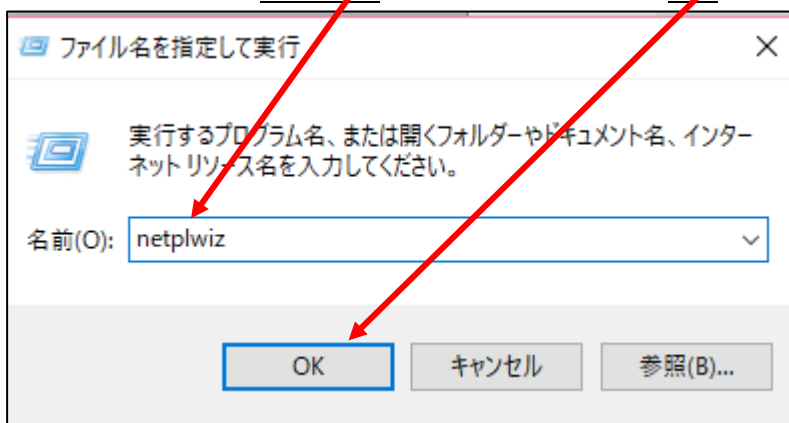 ファイル名を指定して実行
実行するプログラム名、または開くフォルダーやドキュメント名、インター
ネット リソース名を入力してください。
名前(O): netplwiz
OK キャンセル 参照(B)...